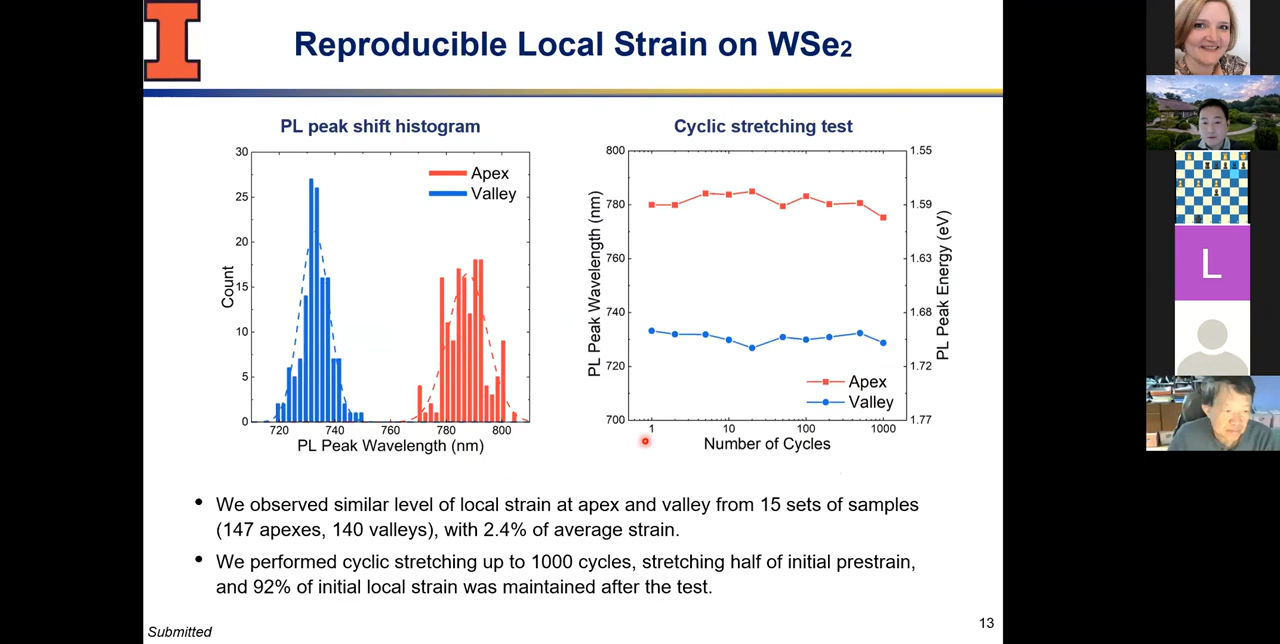 Reproducible Local Strain on WSe₂
PL peak shift histogram
30
25
20
15
10
5
0
Count
Apex
Valley
720
740
760
780
800
PL Peak Wavelength (nm)
Cyclic stretching test
800
780
760
740
720
700
PL Peak Wavelength (nm)
1.55
1.59
1.63
1.68
1.72
1.77
PL Peak Energy (eV)
Apex
Valley
1
10
100
1000
Number of Cycles
• We observed similar level of local strain at apex and valley from 15 sets of samples
(147 apexes, 140 valleys), with 2.4% of average strain.
• We performed cyclic stretching up to 1000 cycles, stretching half of initial prestrain,
and 92% of initial local strain was maintained after the test.
Submitted
13
I
L